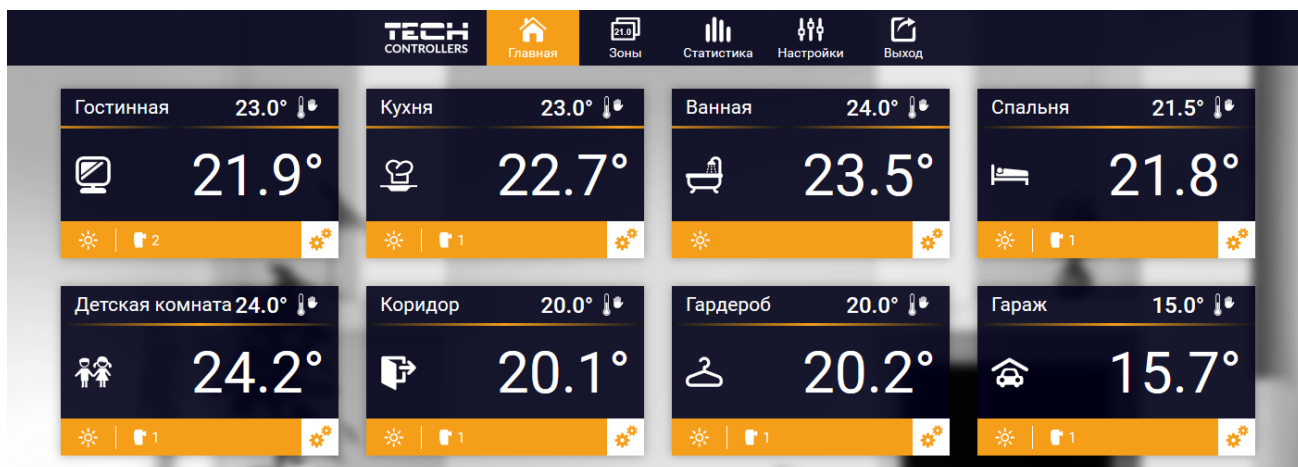 TECH
CONTROLLERS
Главная
21.0
Зоны
Статистика
Настройки
Выход
Гостинная 23.0°
21.9°
2
Кухня 23.0°
22.7°
1
Ванная 24.0°
23.5°
Спальня 21.5°
21.8°
1
Детская комната 24.0°
24.2°
1
Коридор 20.0°
20.1°
1
Гардероб 20.0°
20.2°
1
Гараж 15.0°
15.7°
1